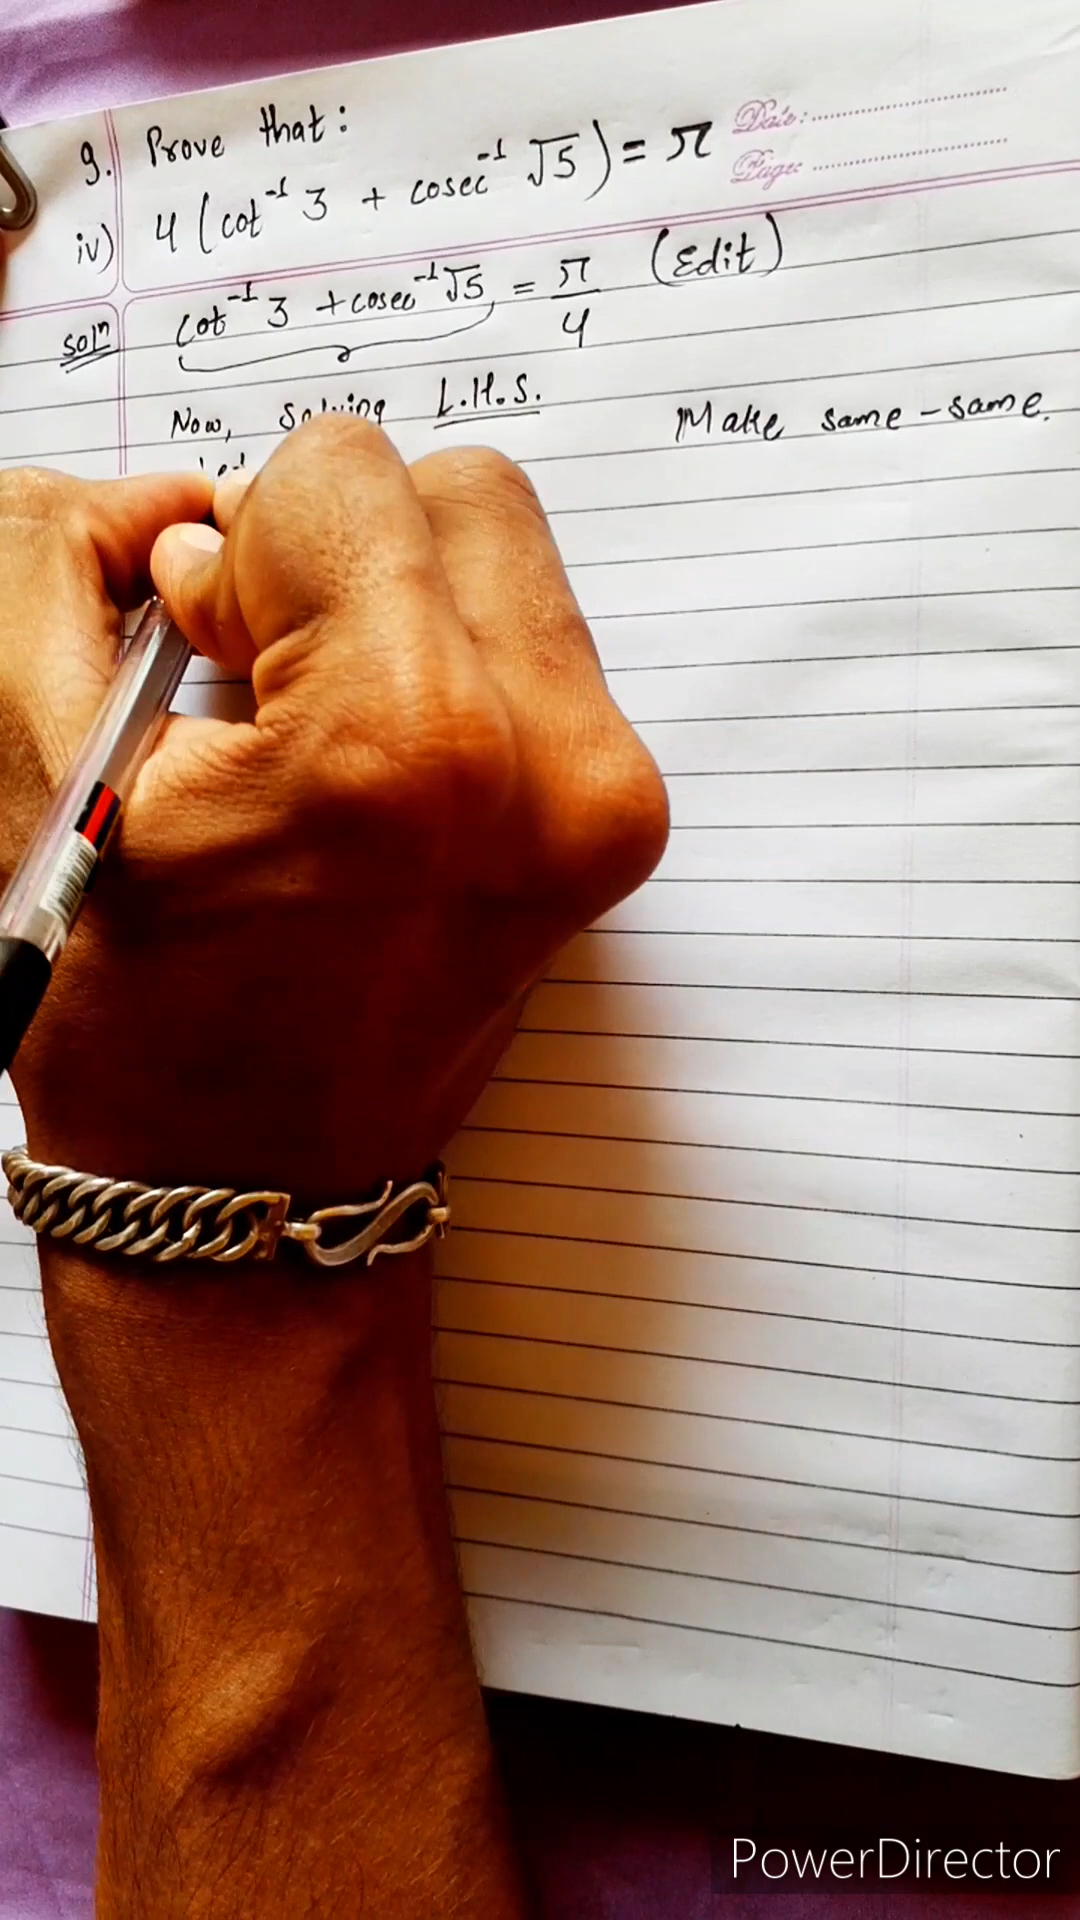 9. Prove that:
Date:
iv) 4 (cot⁻¹ 3 + cosec⁻¹ √5) = π
Page:
Solⁿ cot⁻¹ 3 + cosec⁻¹ √5 = π/4 (Edit)
Now, Solving L.H.S.
Make same - same.
PowerDirector